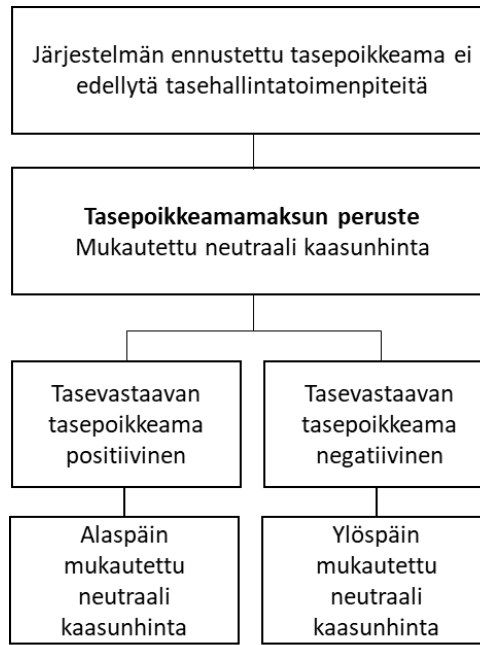 Järjestelmän ennustettu tasepoikkeama ei
edellytä tasehallintatoimenpiteitä
Tasepoikkeamamaksun peruste
Mukautettu neutraali kaasunhinta
Tasevastaavan
tasepoikkeama
positiivinen
Tasevastaavan
tasepoikkeama
negatiivinen
Alaspäin
mukautettu
neutraali
kaasunhinta
Ylöspäin
mukautettu
neutraali
kaasunhinta